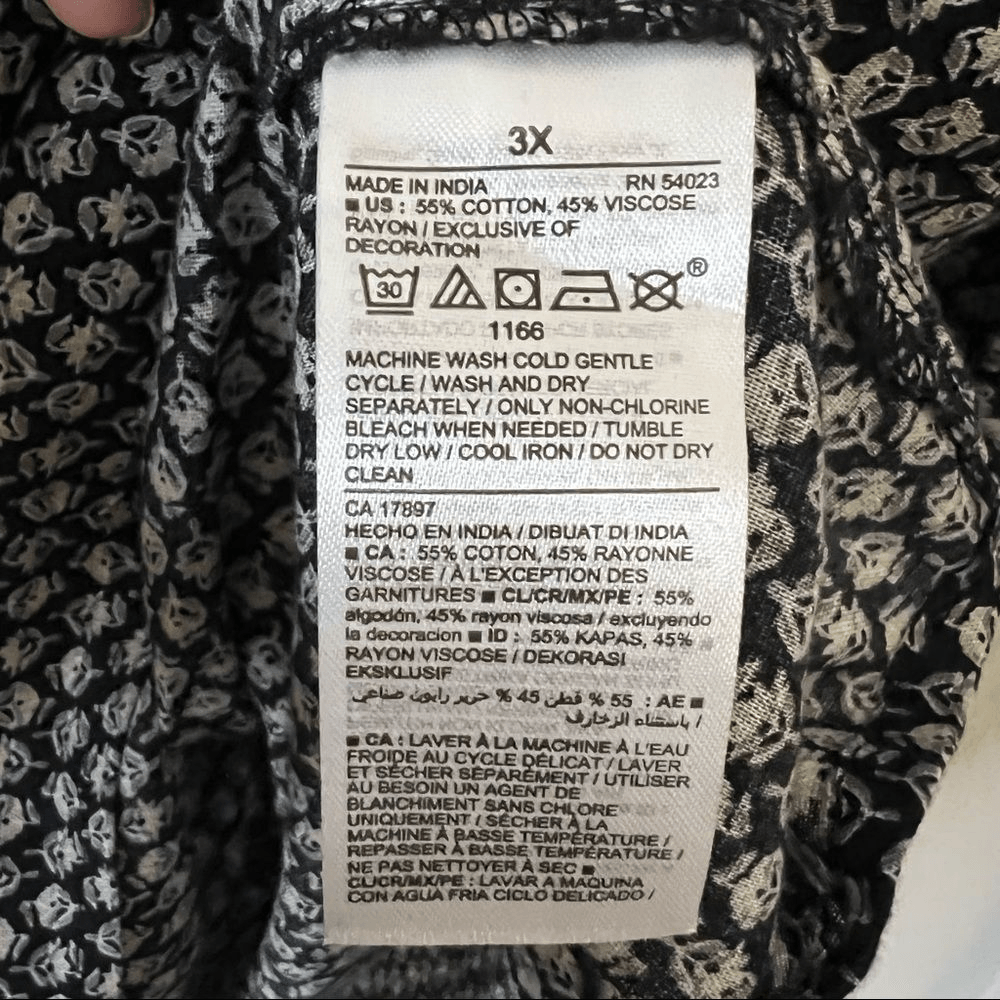 3X
MADE IN INDIA RN 54023
■ US : 55% COTTON, 45% VISCOSE
RAYON / EXCLUSIVE OF
DECORATION
30 ®
1166
MACHINE WASH COLD GENTLE
CYCLE / WASH AND DRY
SEPARATELY / ONLY NON-CHLORINE
BLEACH WHEN NEEDED / TUMBLE
DRY LOW / COOL IRON / DO NOT DRY
CLEAN
CA 17897
HECHO EN INDIA / DIBUAT DI INDIA
■ CA : 55% COTON, 45% RAYONNE
VISCOSE / À L'EXCEPTION DES
GARNITURES ■ CL/CR/MX/PE : 55%
algodón, 45% rayon viscosa / excluyendo
la decoracion ■ ID : 55% KAPAS, 45%
RAYON VISCOSE / DEKORASI
EKSKLUSIF
■ AE : 55 % قطن 45 % حرير رايون صناعي
/ باستثناء الزخارف
■ CA : LAVER À LA MACHINE À L'EAU
FROIDE AU CYCLE DÉLICAT / LAVER
ET SÉCHER SÉPARÉMENT / UTILISER
AU BESOIN UN AGENT DE
BLANCHIMENT SANS CHLORE
UNIQUEMENT / SÉCHER À LA
MACHINE À BASSE TEMPÉRATURE /
REPASSER À BASSE TEMPÉRATURE /
NE PAS NETTOYER À SEC ■
CL/CR/MX/PE : LAVAR A MAQUINA
CON AGUA FRIA CICLO DELICADO /